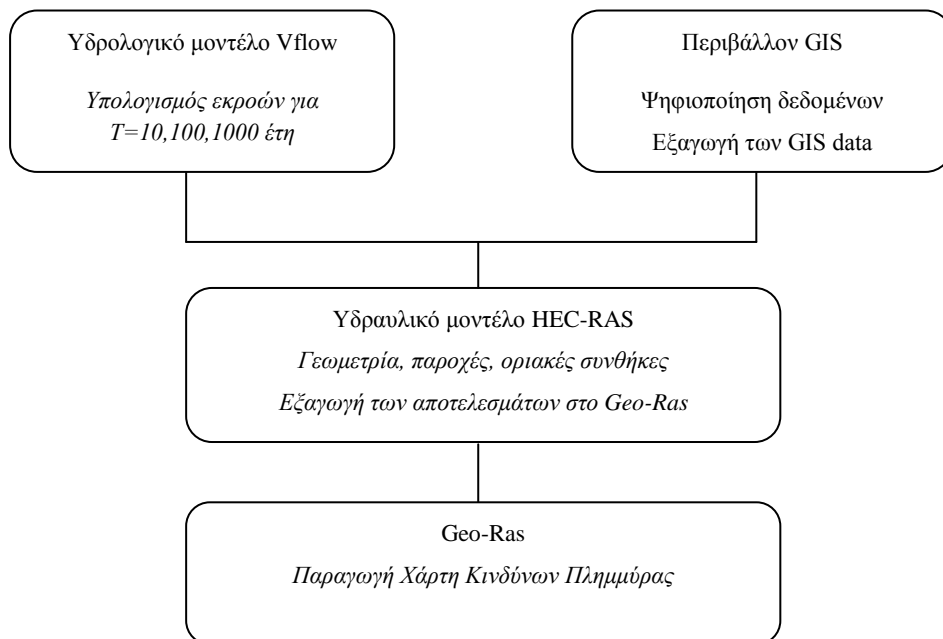 Υδρολογικό μοντέλο Vflow
Υπολογισμός εκροών για
Τ=10,100,1000 έτη
Περιβάλλον GIS
Ψηφιοποίηση δεδομένων
Εξαγωγή των GIS data
Υδραυλικό μοντέλο HEC-RAS
Γεωμετρία, παροχές, οριακές συνθήκες
Εξαγωγή των αποτελεσμάτων στο Geo-Ras
Geo-Ras
Παραγωγή Χάρτη Κινδύνων Πλημμύρας